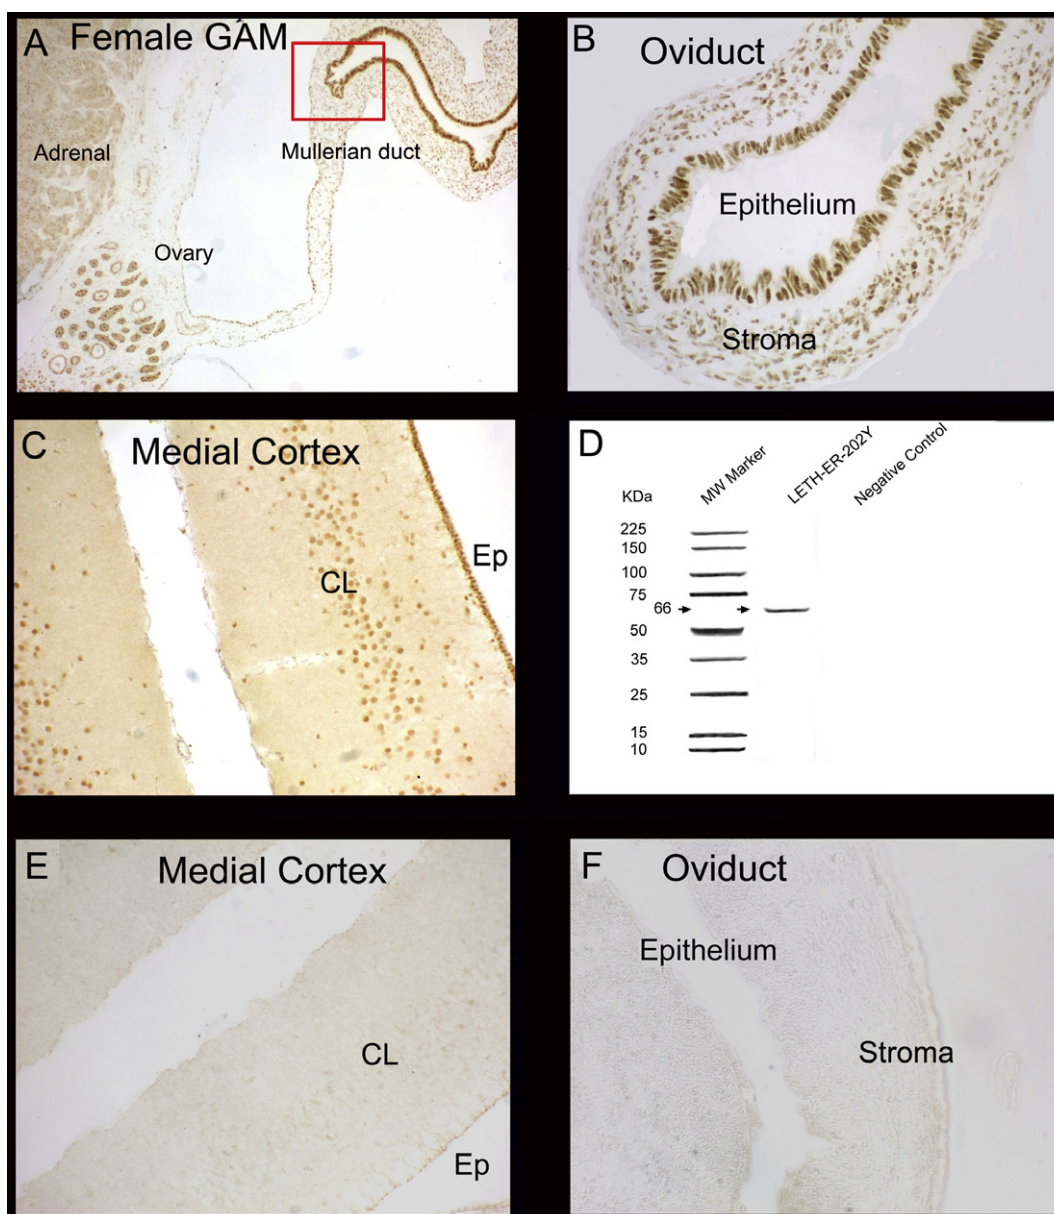 A
Female GAM
Adrenal
Mullerian duct
Ovary
B
Oviduct
Epithelium
Stroma
C
Medial Cortex
Ep
CL
D
MW Marker
LETH-ER-202Y
Negative Control
KDa
225
150
100
75
66
50
35
25
15
10
E
Medial Cortex
CL
Ep
F
Oviduct
Epithelium
Stroma